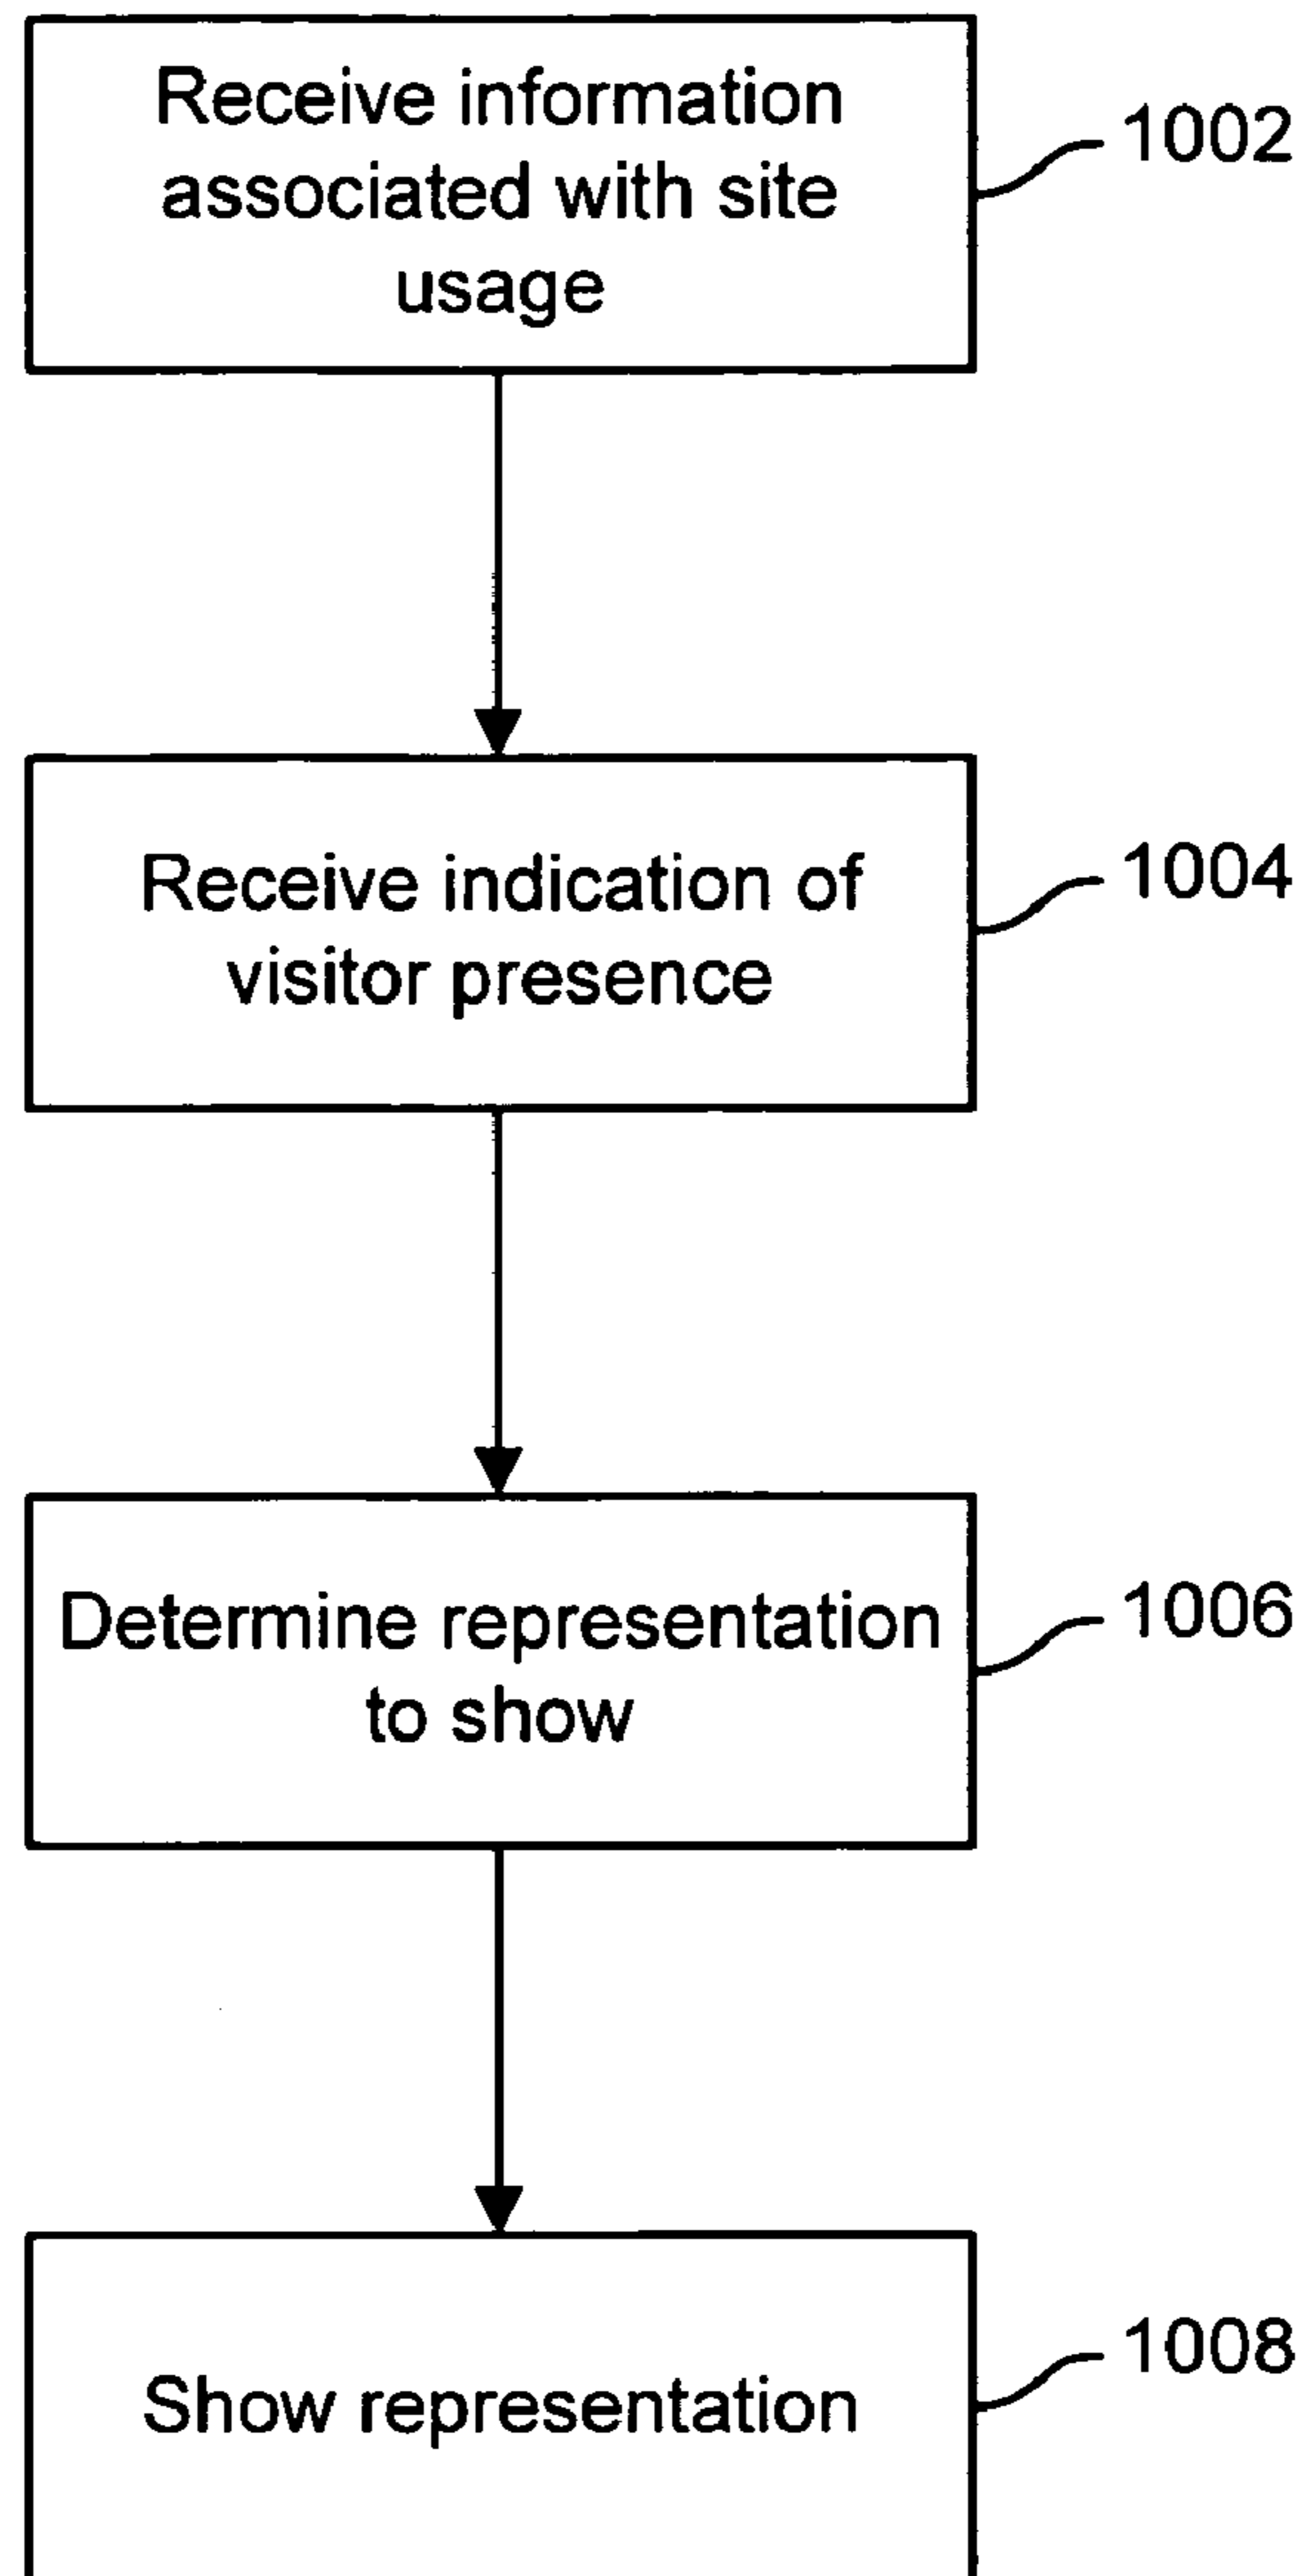 Receive information
associated with site
usage
1002
Receive indication of
visitor presence
1004
Determine representation
to show
1006
Show representation
1008